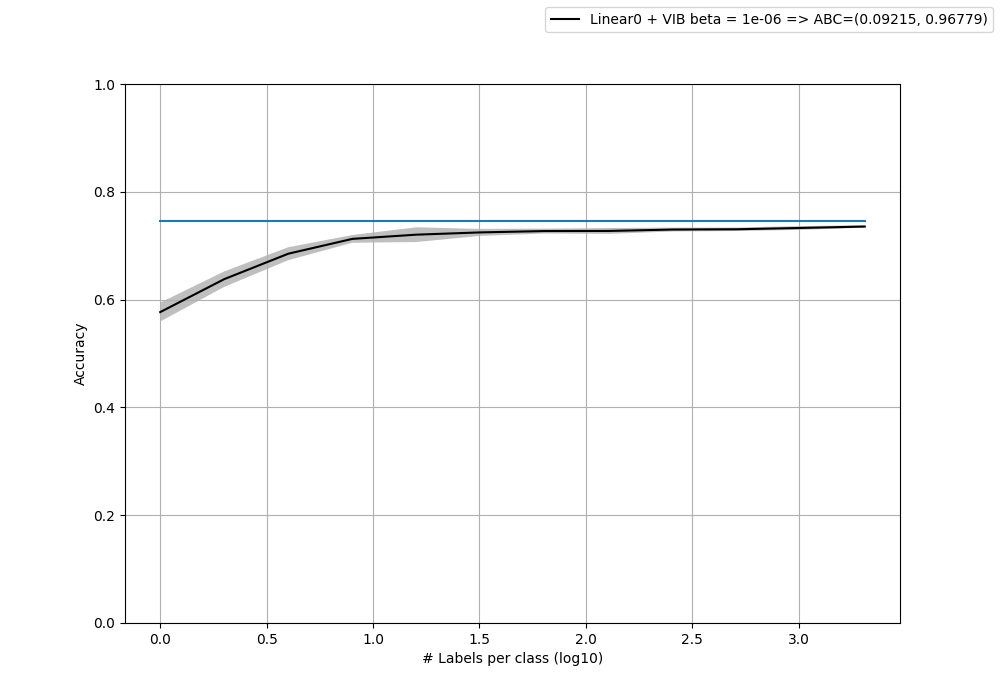 Linear0 + VIB beta = 1e-06 => ABC=(0.09215, 0.96779)
1.0
0.8
0.6
0.4
0.2
0.0
Accuracy
0.0 0.5 1.0 1.5 2.0 2.5 3.0
# Labels per class (log10)